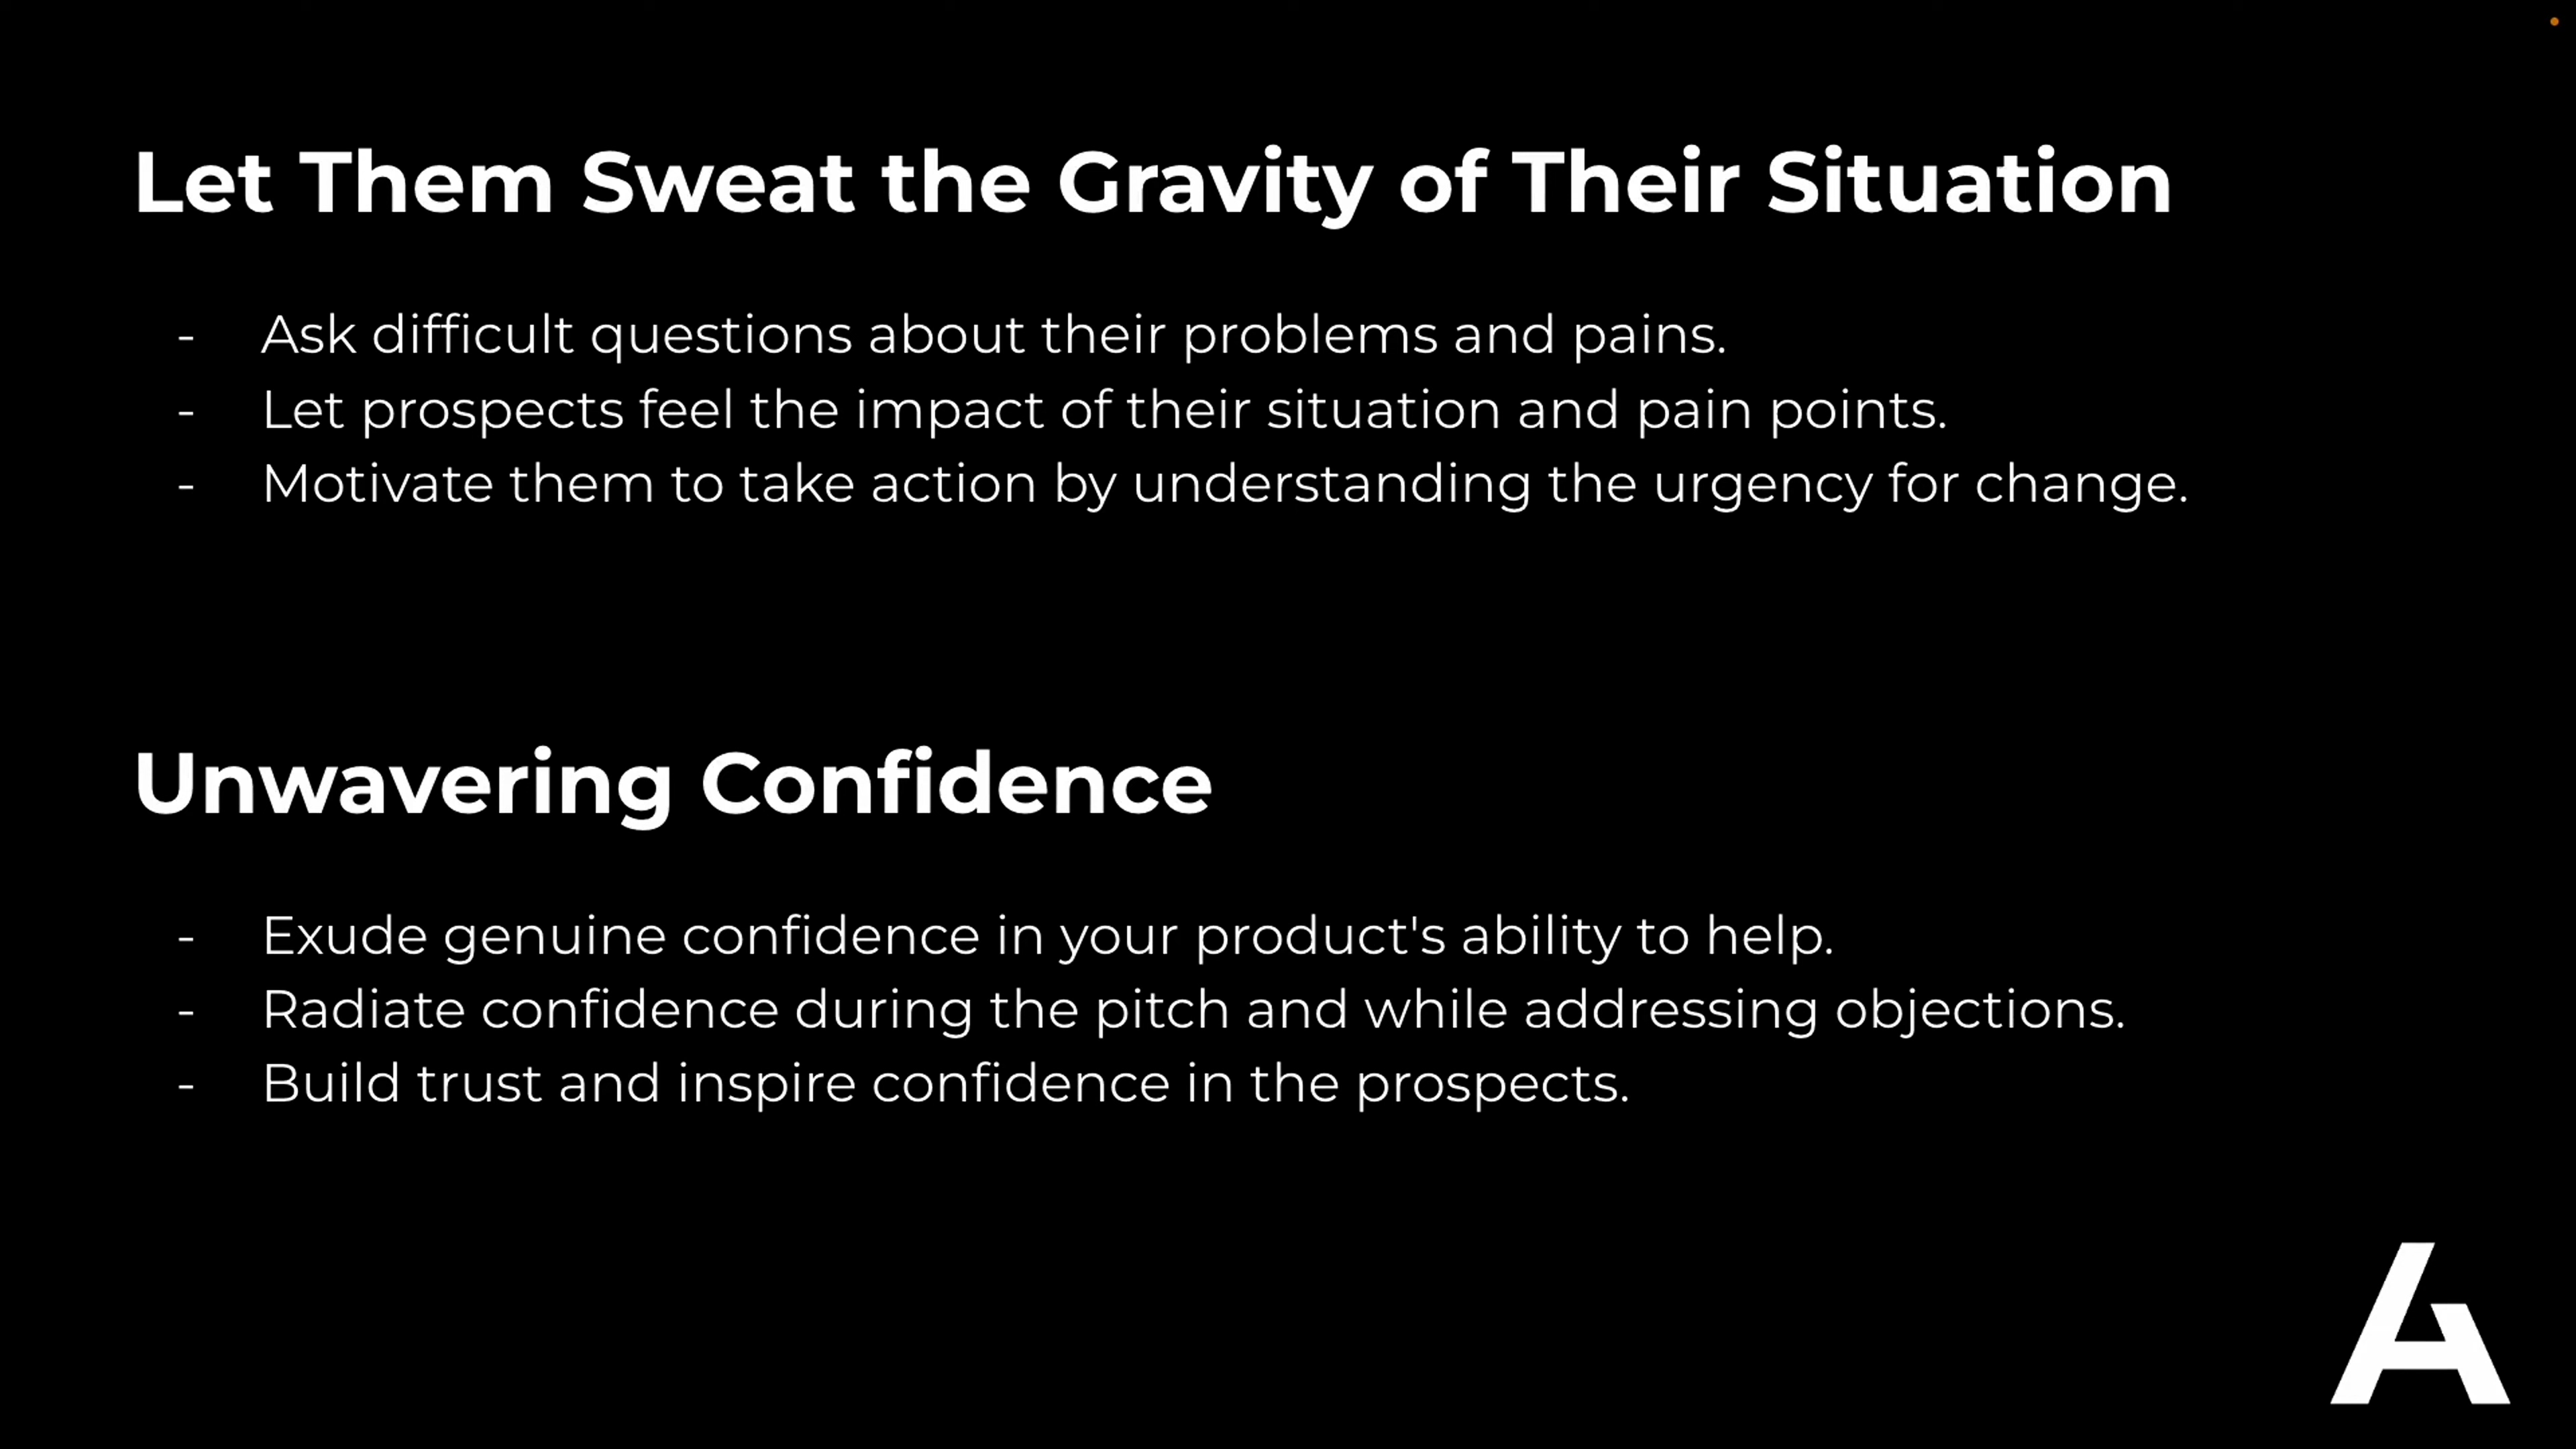 Let Them Sweat the Gravity of Their Situation
- Ask difficult questions about their problems and pains.
- Let prospects feel the impact of their situation and pain points.
- Motivate them to take action by understanding the urgency for change.
Unwavering Confidence
- Exude genuine confidence in your product's ability to help.
- Radiate confidence during the pitch and while addressing objections.
- Build trust and inspire confidence in the prospects.